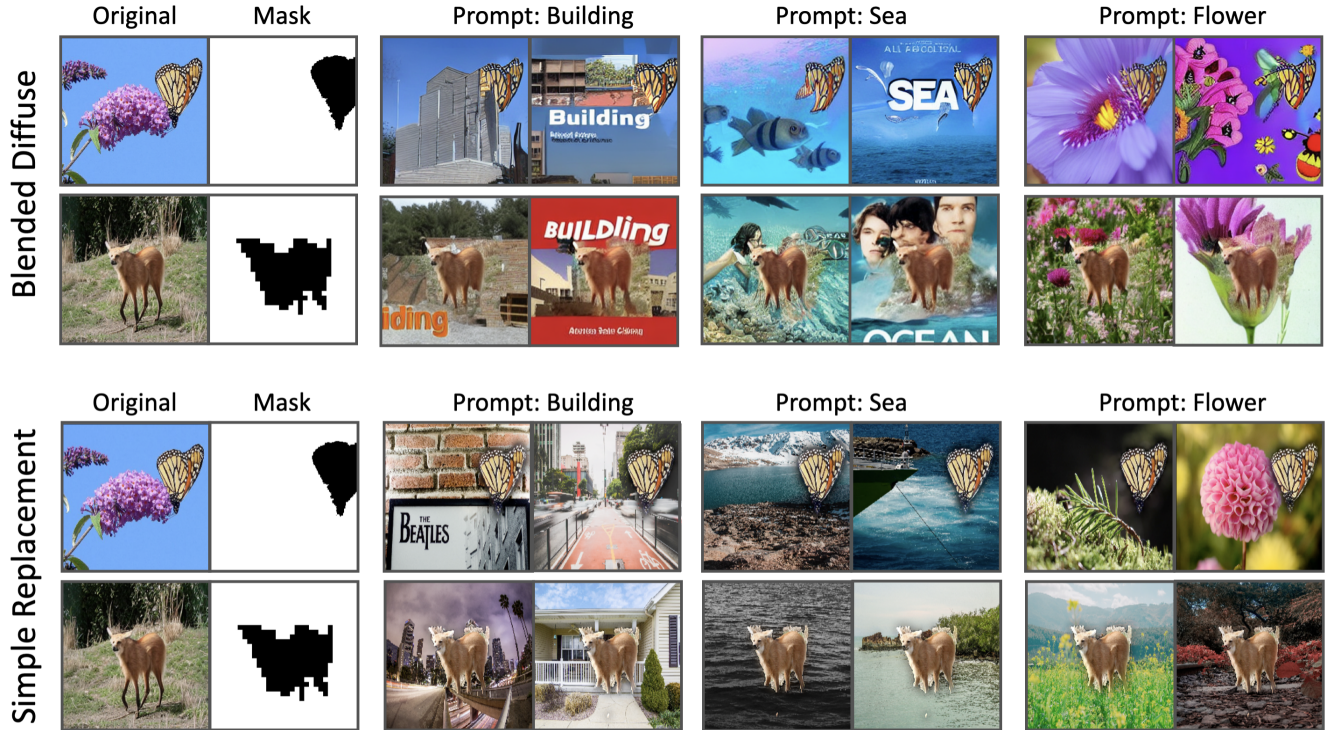 Original Mask Prompt: Building Prompt: Sea Prompt: Flower
Blended Diffuse
Building
SEA
BUILDling
iding
OCEAN
Original Mask Prompt: Building Prompt: Sea Prompt: Flower
Simple Replacement
THE
BEATLES